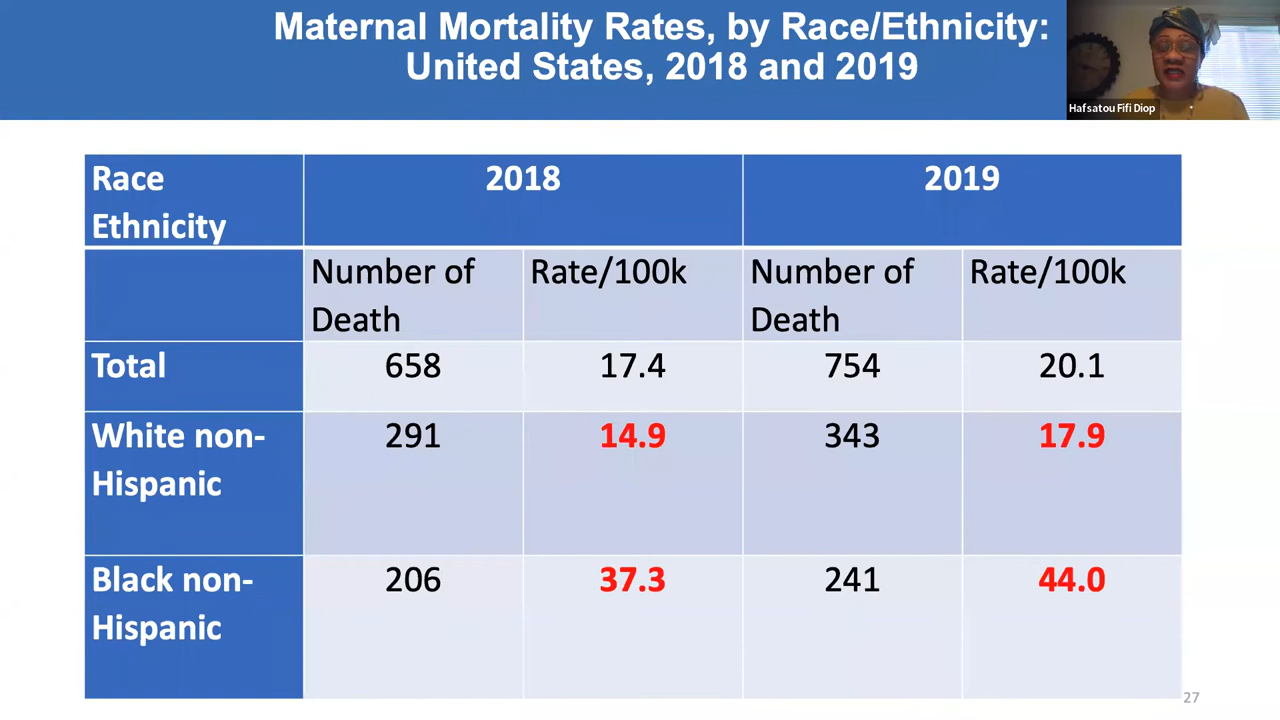 Maternal Mortality Rates, by Race/Ethnicity:
United States, 2018 and 2019
Hafsatou Fifi Diop
Race
Ethnicity
2018
2019
Number of
Death
Rate/100k
Number of
Death
Rate/100k
Total
658
17.4
754
20.1
White non-
Hispanic
291
14.9
343
17.9
Black non-
Hispanic
206
37.3
241
44.0
27